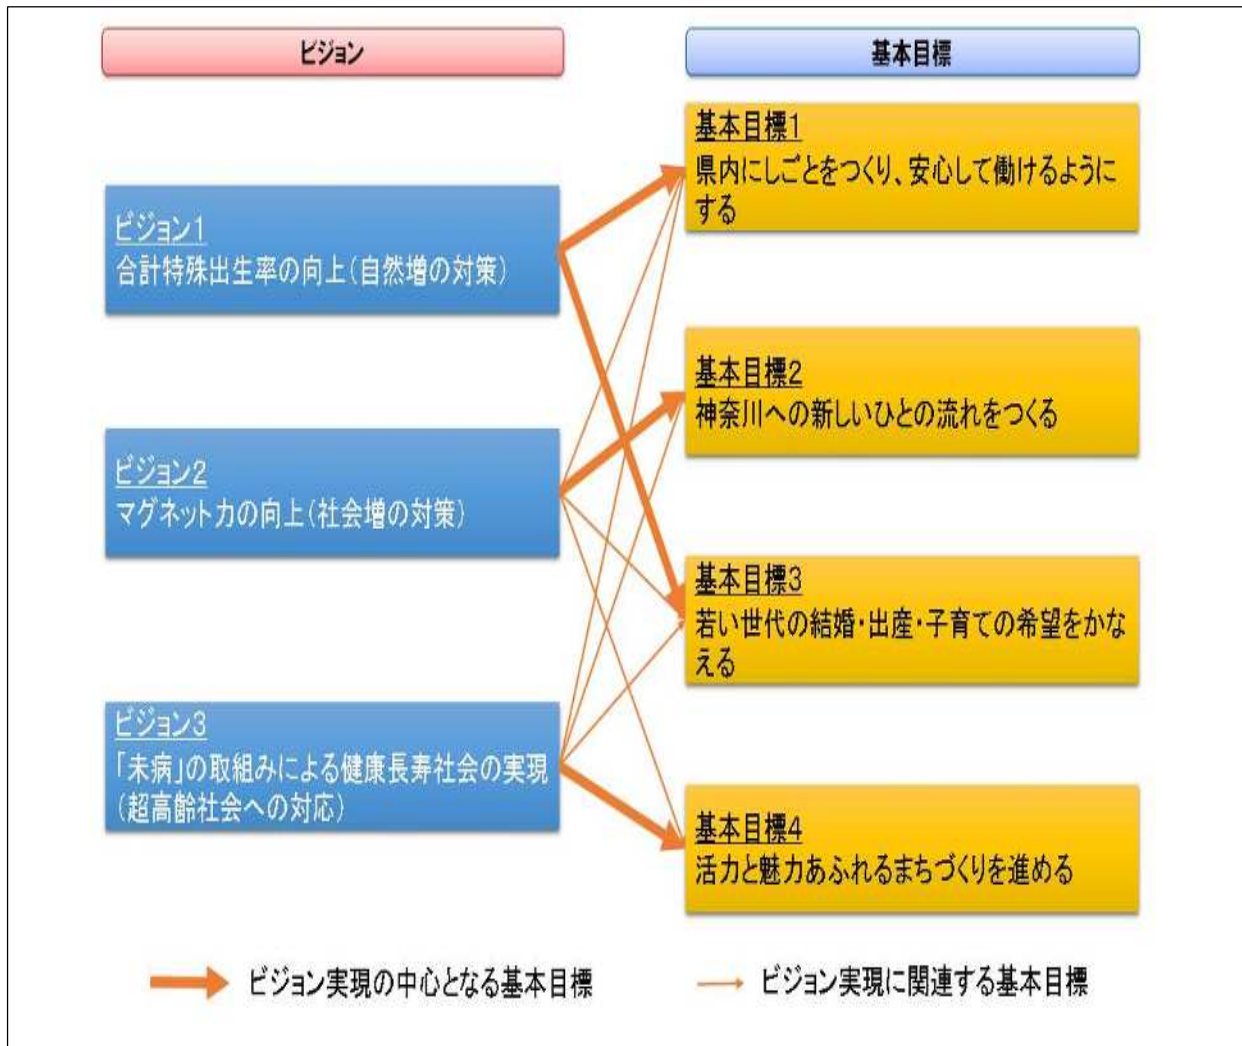 ビジョン
基本目標
ビジョン1
合計特殊出生率の向上(自然増の対策)
ビジョン2
マグネット力の向上(社会増の対策)
ビジョン3
「未病」の取組みによる健康長寿社会の実現
(超高齢社会への対応)
基本目標1
県内にしごとをつくり、安心して働けるように
する
基本目標2
神奈川への新しいひとの流れをつくる
基本目標3
若い世代の結婚・出産・子育ての希望をかな
える
基本目標4
活力と魅力あふれるまちづくりを進める
ビジョン実現の中心となる基本目標
ビジョン実現に関連する基本目標